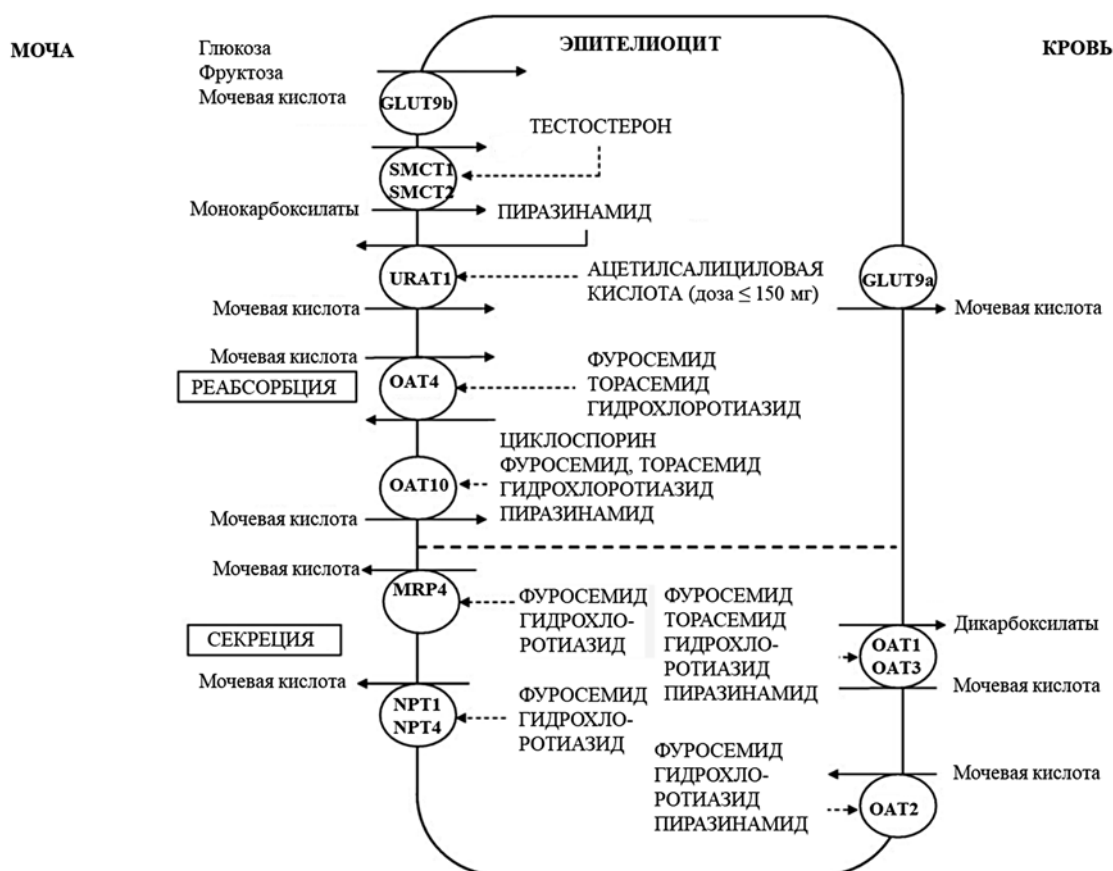 МОЧА
Глюкоза
Фруктоза
Мочевая кислота
ЭПИТЕЛИОЦИТ
КРОВЬ
GLUT9b
ТЕСТОСТЕРОН
SMCT1
SMCT2
Монокарбоксилаты
ПИРАЗИНАМИД
URAT1
АЦЕТИЛСАЛИЦИЛОВАЯ
КИСЛОТА (доза ≤ 150 мг)
GLUT9a
Мочевая кислота
Мочевая кислота
Мочевая кислота
РЕАБСОРБЦИЯ
OAT4
ФУРОСЕМИД
ТОРАСЕМИД
ГИДРОХЛОРОТИАЗИД
OAT10
ЦИКЛОСПОРИН
ФУРОСЕМИД, ТОРАСЕМИД
ГИДРОХЛОРОТИАЗИД
ПИРАЗИНАМИД
Мочевая кислота
Мочевая кислота
MRP4
ФУРОСЕМИД
ГИДРОХЛО-
РОТИАЗИД
ФУРОСЕМИД
ТОРАСЕМИД
ГИДРОХЛО-
РОТИАЗИД
ПИРАЗИНАМИД
Дикарбоксилаты
OAT1
OAT3
Мочевая кислота
СЕКРЕЦИЯ
Мочевая кислота
NPT1
NPT4
ФУРОСЕМИД
ГИДРОХЛО-
РОТИАЗИД
ФУРОСЕМИД
ГИДРОХЛО-
РОТИАЗИД
ПИРАЗИНАМИД
Мочевая кислота
OAT2